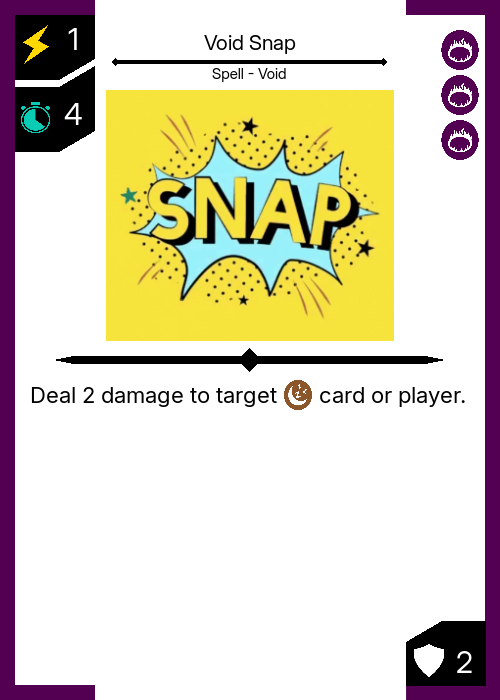 1
Void Snap
Spell - Void
4
SNAP
Deal 2 damage to target card or player.
2